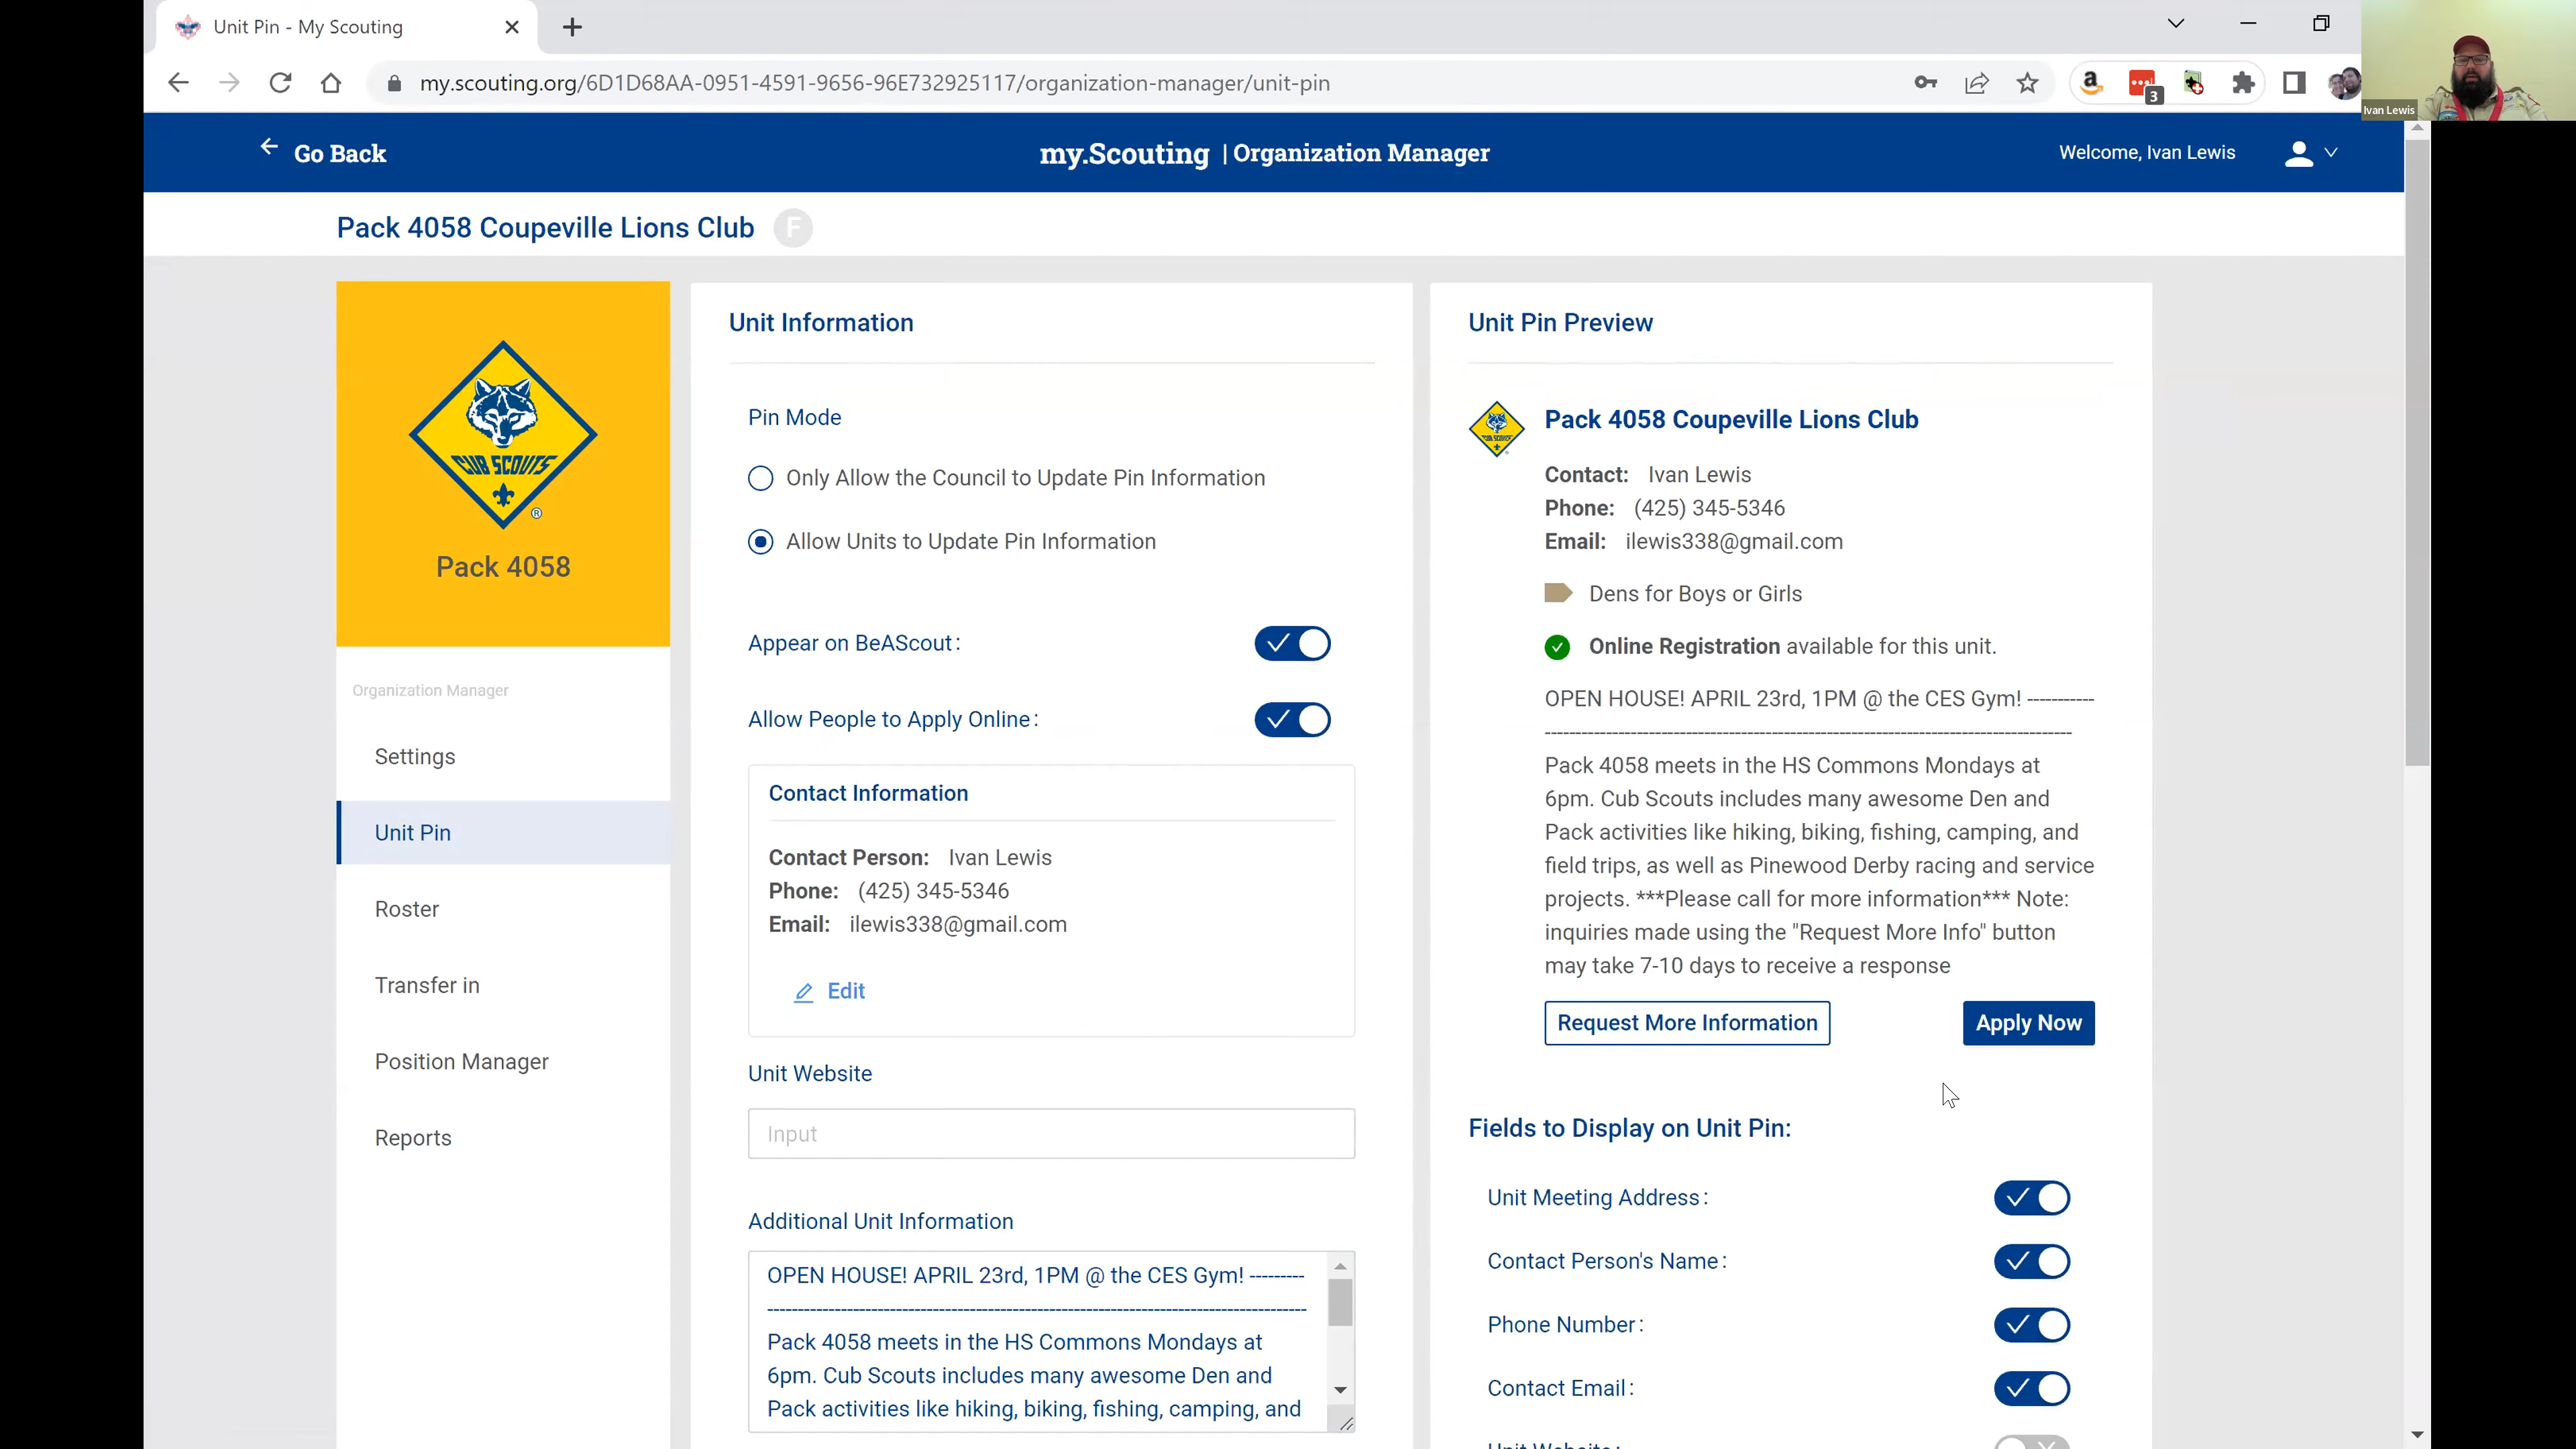 Unit Pin - My Scouting
my.scouting.org/6D1D68AA-0951-4591-9656-96E732925117/organization-manager/unit-pin
3
Ivan Lewis
Go Back
my.Scouting | Organization Manager
Welcome, Ivan Lewis
Pack 4058 Coupeville Lions Club F
CUB SCOUTS
®
Pack 4058
Organization Manager
Settings
Unit Pin
Roster
Transfer in
Position Manager
Reports
Unit Information
Pin Mode
Only Allow the Council to Update Pin Information
Allow Units to Update Pin Information
Appear on BeAScout:
Allow People to Apply Online:
Contact Information
Contact Person: Ivan Lewis
Phone: (425) 345-5346
Email: ilewis338@gmail.com
Edit
Unit Website
Input
Additional Unit Information
OPEN HOUSE! APRIL 23rd, 1PM @ the CES Gym! ---------
----------------------------------------------------------------------------------------
Pack 4058 meets in the HS Commons Mondays at
6pm. Cub Scouts includes many awesome Den and
Pack activities like hiking, biking, fishing, camping, and
Unit Pin Preview
CUB SCOUTS
Pack 4058 Coupeville Lions Club
Contact: Ivan Lewis
Phone: (425) 345-5346
Email: ilewis338@gmail.com
Dens for Boys or Girls
Online Registration available for this unit.
OPEN HOUSE! APRIL 23rd, 1PM @ the CES Gym! -----------
--------------------------------------------------------------------------------------
Pack 4058 meets in the HS Commons Mondays at
6pm. Cub Scouts includes many awesome Den and
Pack activities like hiking, biking, fishing, camping, and
field trips, as well as Pinewood Derby racing and service
projects. ***Please call for more information*** Note:
inquiries made using the "Request More Info" button
may take 7-10 days to receive a response
Request More Information
Apply Now
Fields to Display on Unit Pin:
Unit Meeting Address:
Contact Person's Name:
Phone Number:
Contact Email:
Unit Website: